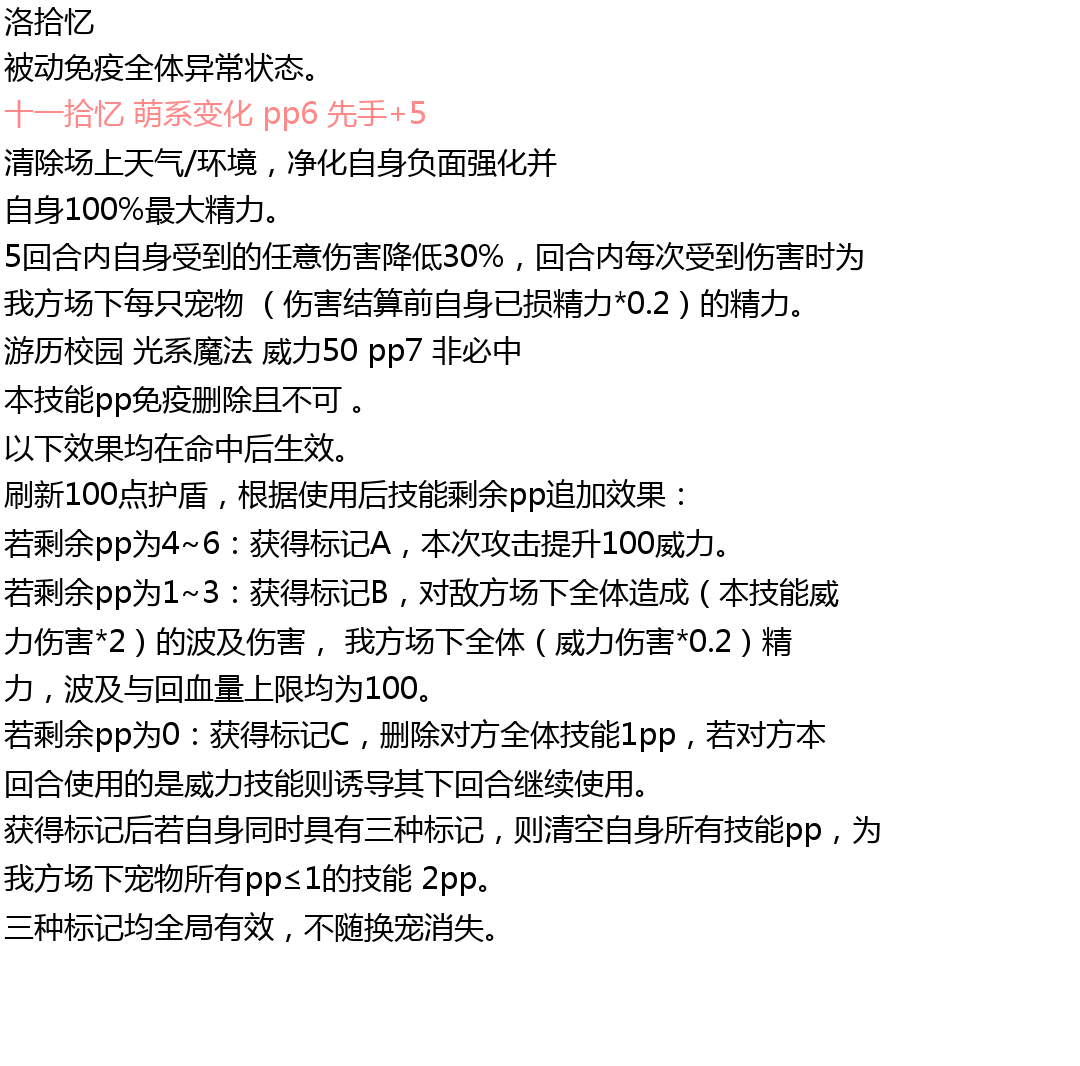 洛拾忆
被动免疫全体异常状态。
十一拾忆 萌系变化 pp6 先手+5
清除场上天气/环境，净化自身负面强化并
自身100%最大精力。
5回合内自身受到的任意伤害降低30%，回合内每次受到伤害时为
我方场下每只宠物 （伤害结算前自身已损精力*0.2）的精力。
游历校园 光系魔法 威力50 pp7 非必中
本技能pp免疫删除且不可 。
以下效果均在命中后生效。
刷新100点护盾，根据使用后技能剩余pp追加效果：
若剩余pp为4~6：获得标记A，本次攻击提升100威力。
若剩余pp为1~3：获得标记B，对敌方场下全体造成（本技能威
力伤害*2）的波及伤害， 我方场下全体（威力伤害*0.2）精
力，波及与回血量上限均为100。
若剩余pp为0：获得标记C，删除对方全体技能1pp，若对方本
回合使用的是威力技能则诱导其下回合继续使用。
获得标记后若自身同时具有三种标记，则清空自身所有技能pp，为
我方场下宠物所有pp≤1的技能 2pp。
三种标记均全局有效，不随换宠消失。